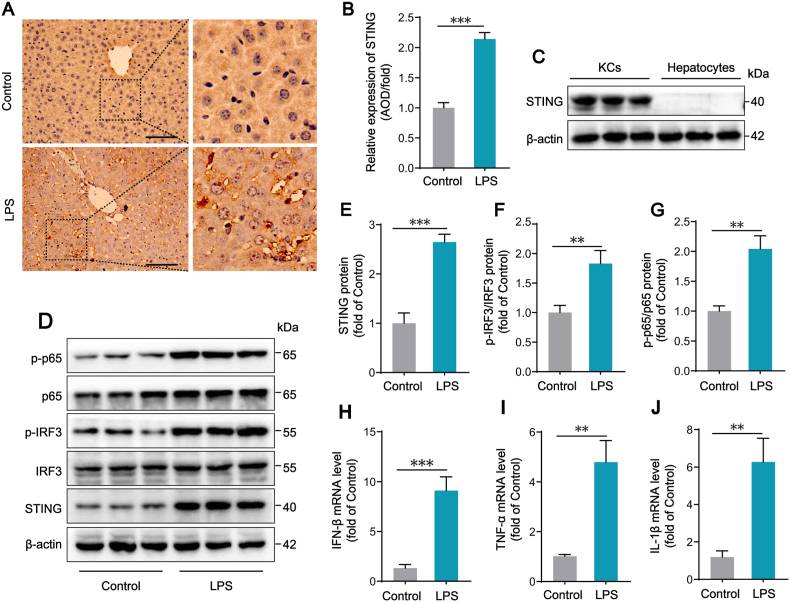 A
Control
LPS
B
Relative expression of STING
(AOD/fold)
2.5
2.0
1.5
1.0
0.5
0.0
***
Control LPS
C
KCs Hepatocytes
kDa
STING 40
β-actin 42
D
kDa
p-p65 65
p65 65
p-IRF3 55
IRF3 55
STING 40
β-actin 42
Control LPS
E
STING protein
(fold of Control)
3
2
1
0
***
Control LPS
F
p-IRF3/IRF3 protein
(fold of Control)
2.5
2.0
1.5
1.0
0.5
0.0
**
Control LPS
G
p-p65/p65 protein
(fold of Control)
2.5
2.0
1.5
1.0
0.5
0.0
**
Control LPS
H
IFN-β mRNA level
(fold of Control)
15
10
5
0
***
Control LPS
I
TNF-α mRNA level
(fold of Control)
6
4
2
0
**
Control LPS
J
IL-1β mRNA level
(fold of Control)
8
6
4
2
0
**
Control LPS